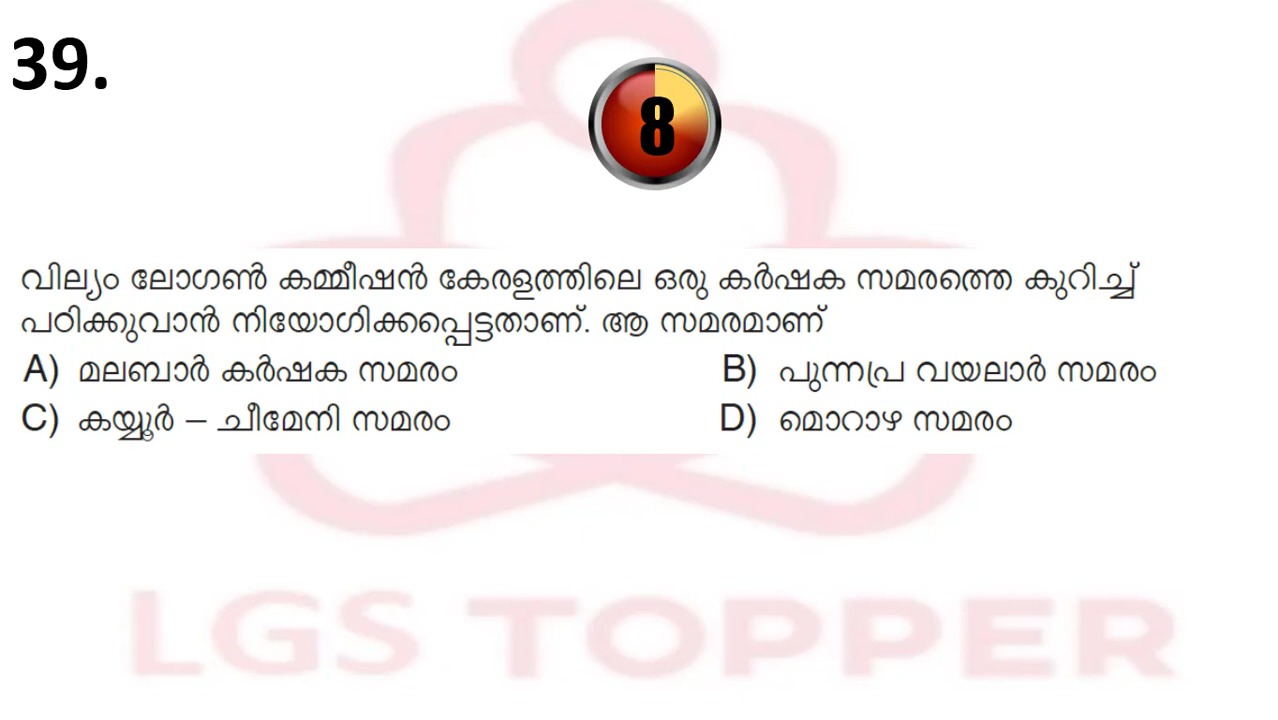 39.
8
വില്യം ലോഗൺ കമ്മീഷൻ കേരളത്തിലെ ഒരു കർഷക സമരത്തെ കുറിച്ച്
പഠിക്കുവാൻ നിയോഗിക്കപ്പെട്ടതാണ്. ആ സമരമാണ്
A) മലബാർ കർഷക സമരം B) പുന്നപ്ര വയലാർ സമരം
C) കയ്യൂർ – ചീമേനി സമരം D) മൊറാഴ സമരം
LGS TOPPER